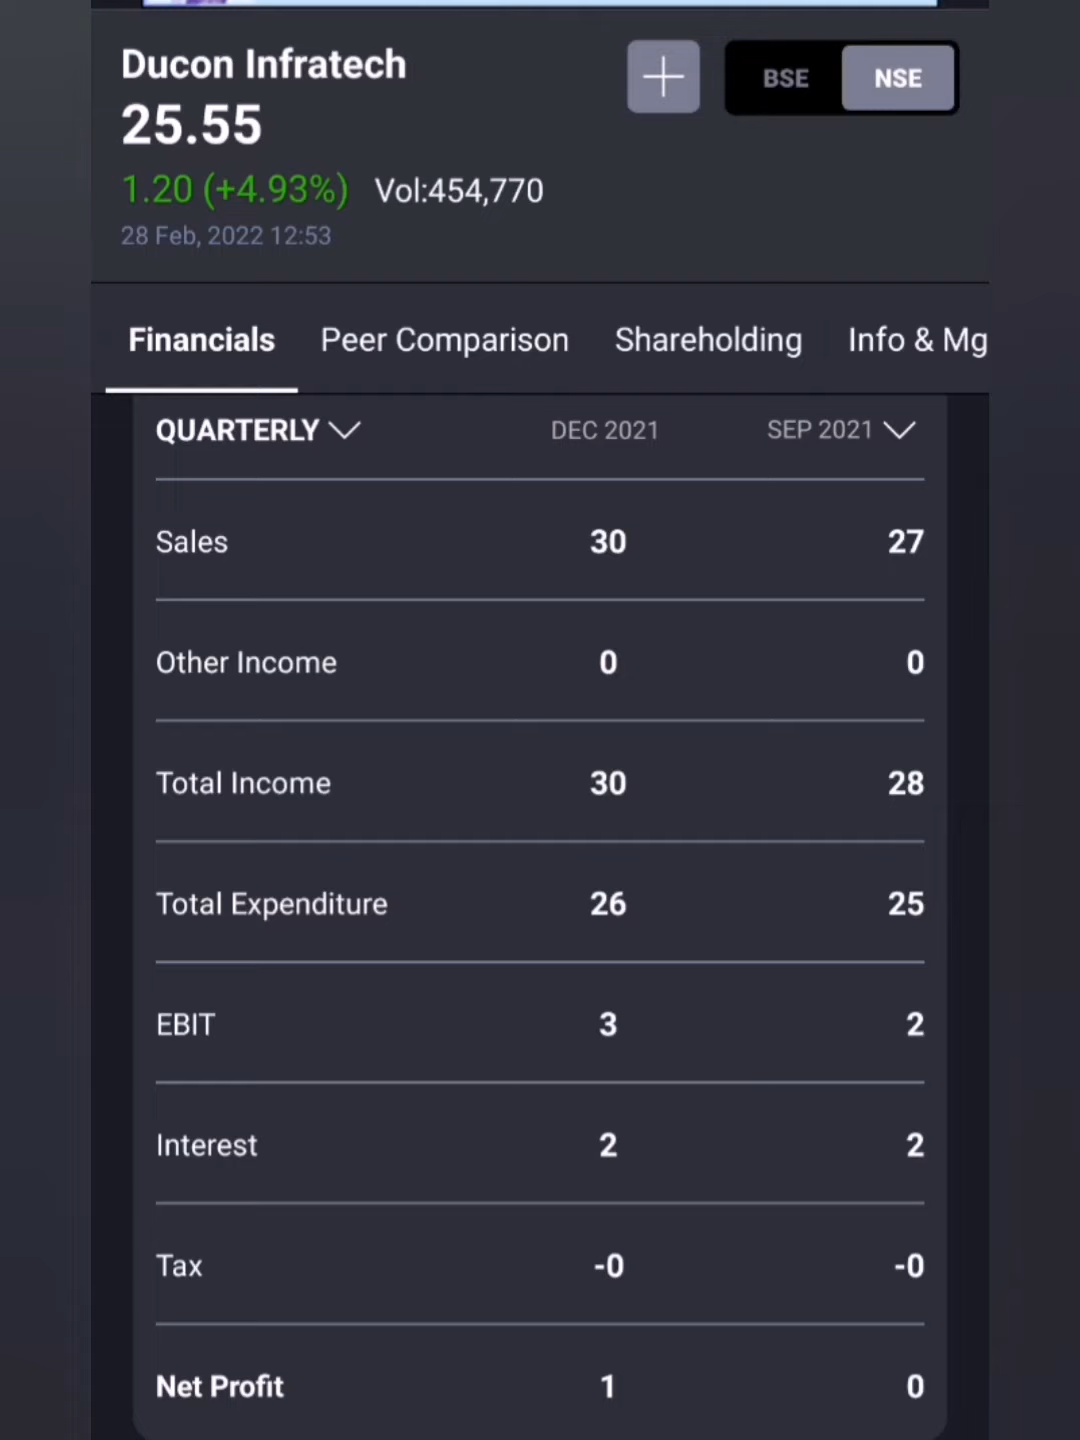 Ducon Infratech
25.55
1.20 (+4.93%) Vol:454,770
28 Feb, 2022 12:53
BSE NSE
Financials Peer Comparison Shareholding Info & Mg
QUARTERLY DEC 2021 SEP 2021
Sales 30 27
Other Income 0 0
Total Income 30 28
Total Expenditure 26 25
EBIT 3 2
Interest 2 2
Tax -0 -0
Net Profit 1 0